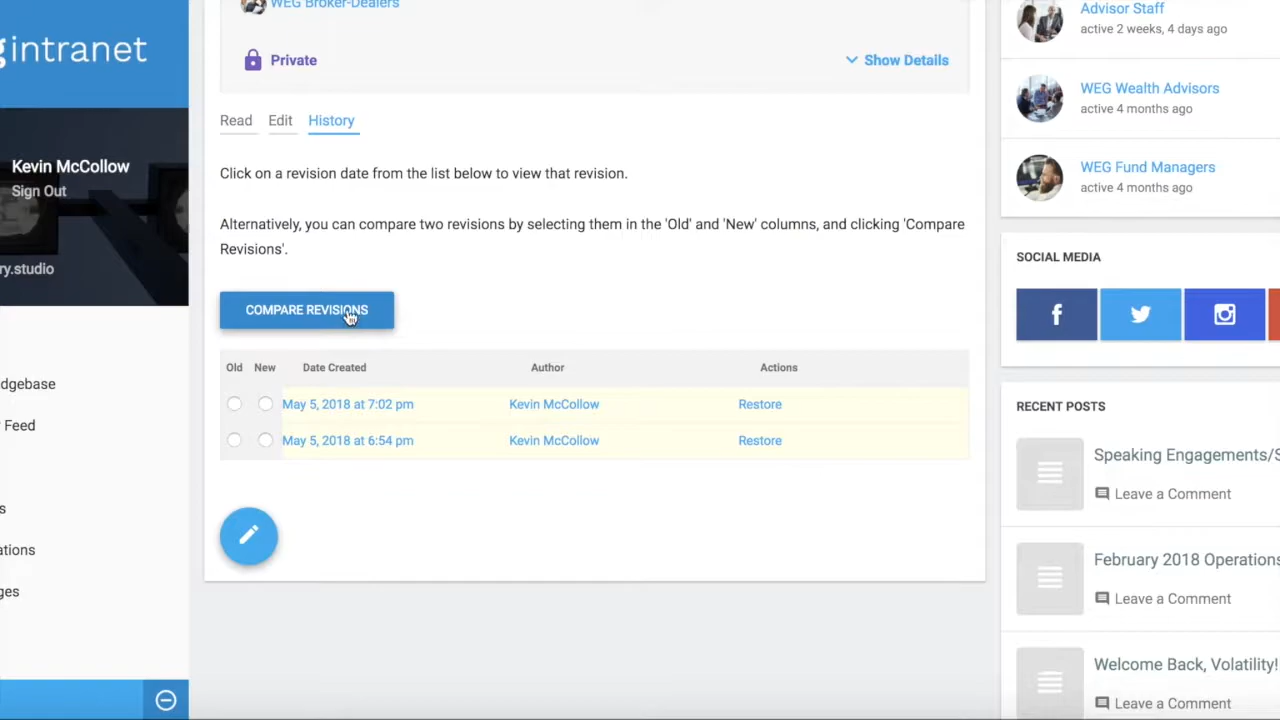 intranet
Kevin McCollow
Sign Out
ry.studio
dgebase
Feed
s
ations
ges
WEG Broker-Dealers
Private
Show Details
Read Edit History
Click on a revision date from the list below to view that revision.
Alternatively, you can compare two revisions by selecting them in the 'Old' and 'New' columns, and clicking 'Compare
Revisions'.
COMPARE REVISIONS
Old New Date Created Author Actions
May 5, 2018 at 7:02 pm Kevin McCollow Restore
May 5, 2018 at 6:54 pm Kevin McCollow Restore
Advisor Staff
active 2 weeks, 4 days ago
WEG Wealth Advisors
active 4 months ago
WEG Fund Managers
active 4 months ago
SOCIAL MEDIA
RECENT POSTS
Speaking Engagements/S
Leave a Comment
February 2018 Operations
Leave a Comment
Welcome Back, Volatility!
Leave a Comment